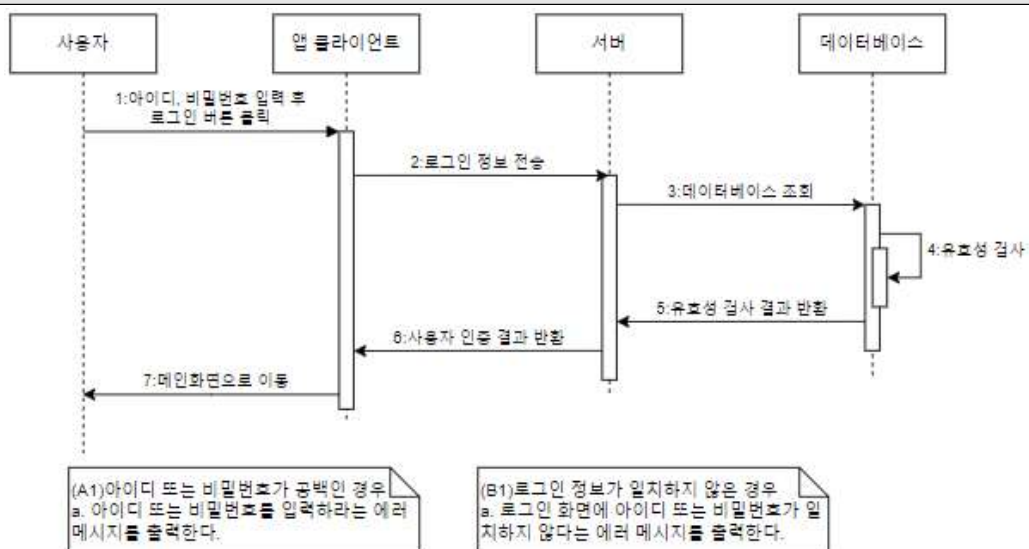 사용자
앱 클라이언트
서버
데이터베이스
1:아이디, 비밀번호 입력 후
로그인 버튼 클릭
2:로그인 정보 전송
3:데이터베이스 조회
4:유효성 검사
5:유효성 검사 결과 반환
6:사용자 인증 결과 반환
7:메인화면으로 이동
(A1)아이디 또는 비밀번호가 공백인 경우
a. 아이디 또는 비밀번호를 입력하라는 에러
메시지를 출력한다.
(B1)로그인 정보가 일치하지 않은 경우
a. 로그인 화면에 아이디 또는 비밀번호가 일
치하지 않다는 에러 메시지를 출력한다.